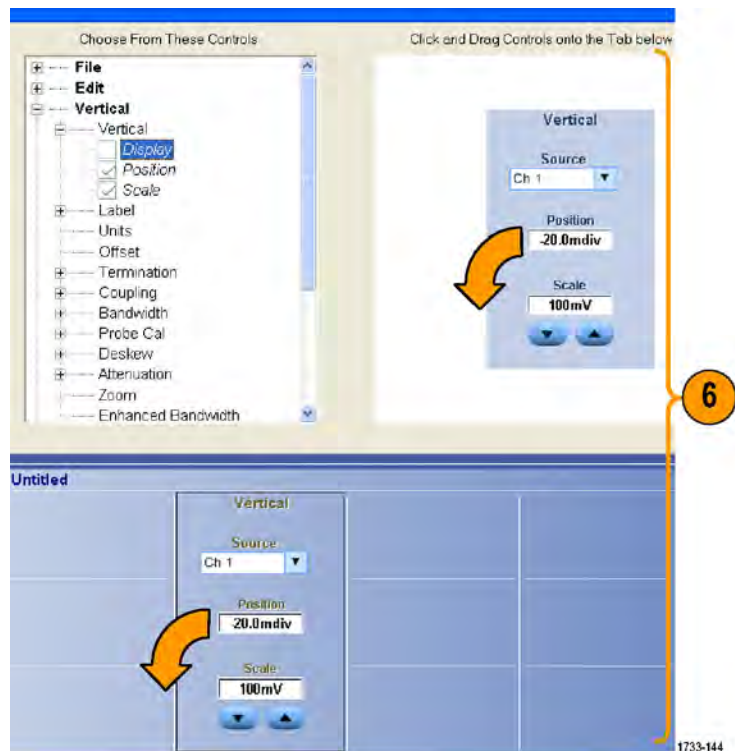 Choose From These Controls
Click and Drag Controls onto the Tab below
File
Edit
Vertical
Vertical
Display
Position
Scale
Label
Units
Offset
Termination
Coupling
Bandwidth
Probe Cal
Deskew
Attenuation
Zoom
Enhanced Bandwidth
Vertical
Source
Ch 1
Position
-20.0mdiv
Scale
100mV
6
Untitled
Vertical
Source
Ch 1
Position
-20.0mdiv
Scale
100mV
1733-144